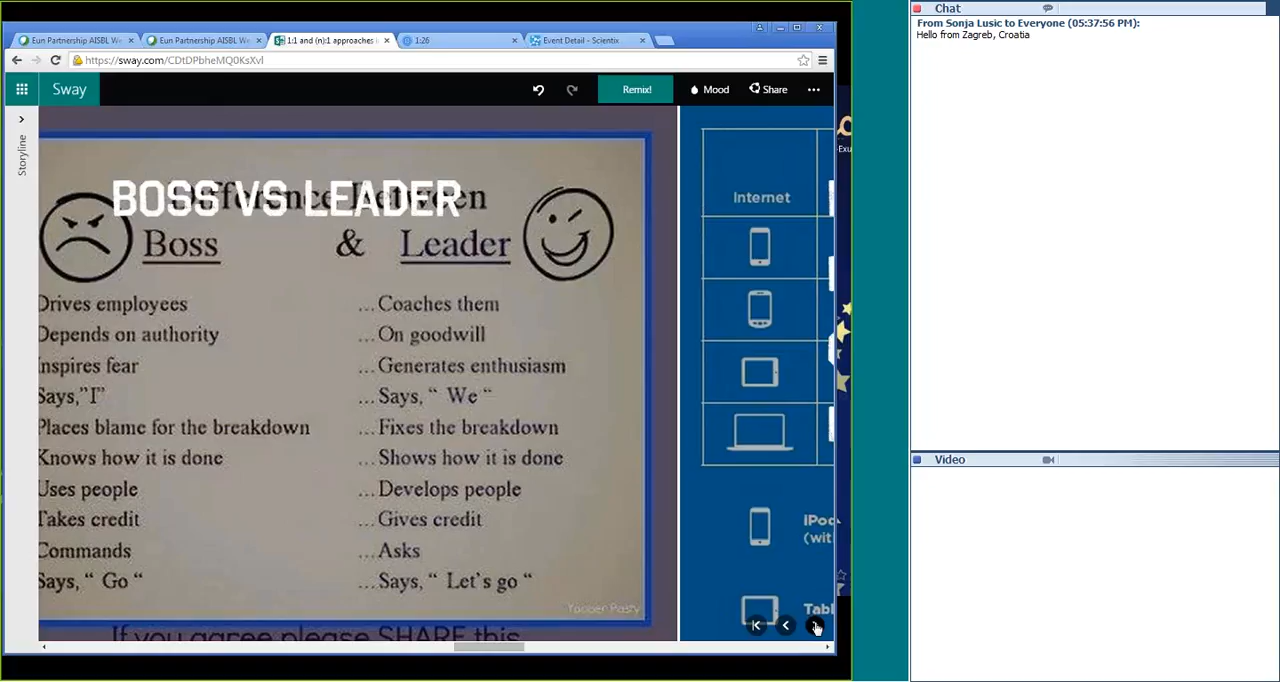 Eun Partnership AISBL We
Eun Partnership AISBL We
1:1 and (n):1 approaches i
1:26
Event Detail - Scientix
https://sway.com/CDtDPbheMQ0KsXvl
Sway
Remix!
Mood
Share
Storyline
Difference Between
BOSS VS LEADER
Boss & Leader
Drives employees ...Coaches them
Depends on authority ...On goodwill
Inspires fear ...Generates enthusiasm
Says,"I" ...Says, " We "
Places blame for the breakdown ...Fixes the breakdown
Knows how it is done ...Shows how it is done
Uses people ...Develops people
Takes credit ...Gives credit
Commands ...Asks
Says, " Go " ...Says, " Let's go "
If you agree please SHARE this
Internet
iPo
(wit
Tabl
Chat
From Sonja Lusic to Everyone (05:37:56 PM):
Hello from Zagreb, Croatia
Video